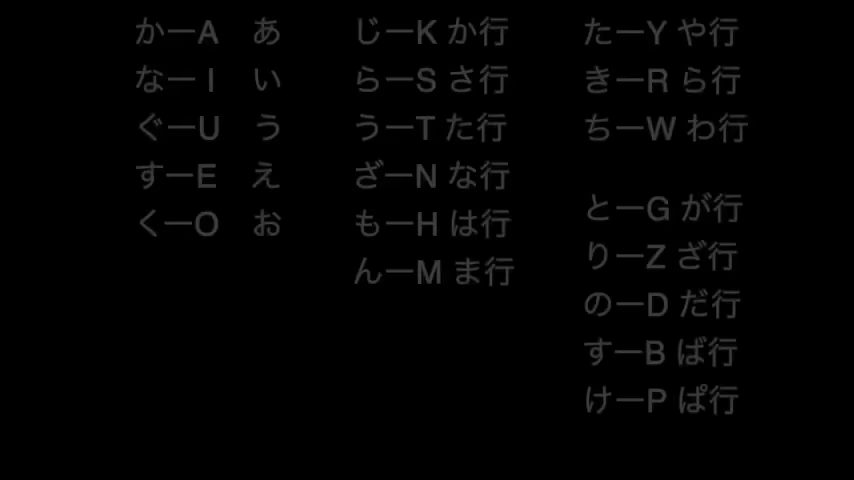 かーA あ
なーI い
ぐーU う
すーE え
くーO お
じーK か行
らーS さ行
うーT た行
ざーN な行
もーH は行
んーM ま行
たーY や行
きーR ら行
ちーW わ行
とーG が行
りーZ ざ行
のーD だ行
すーB ば行
けーP ぱ行